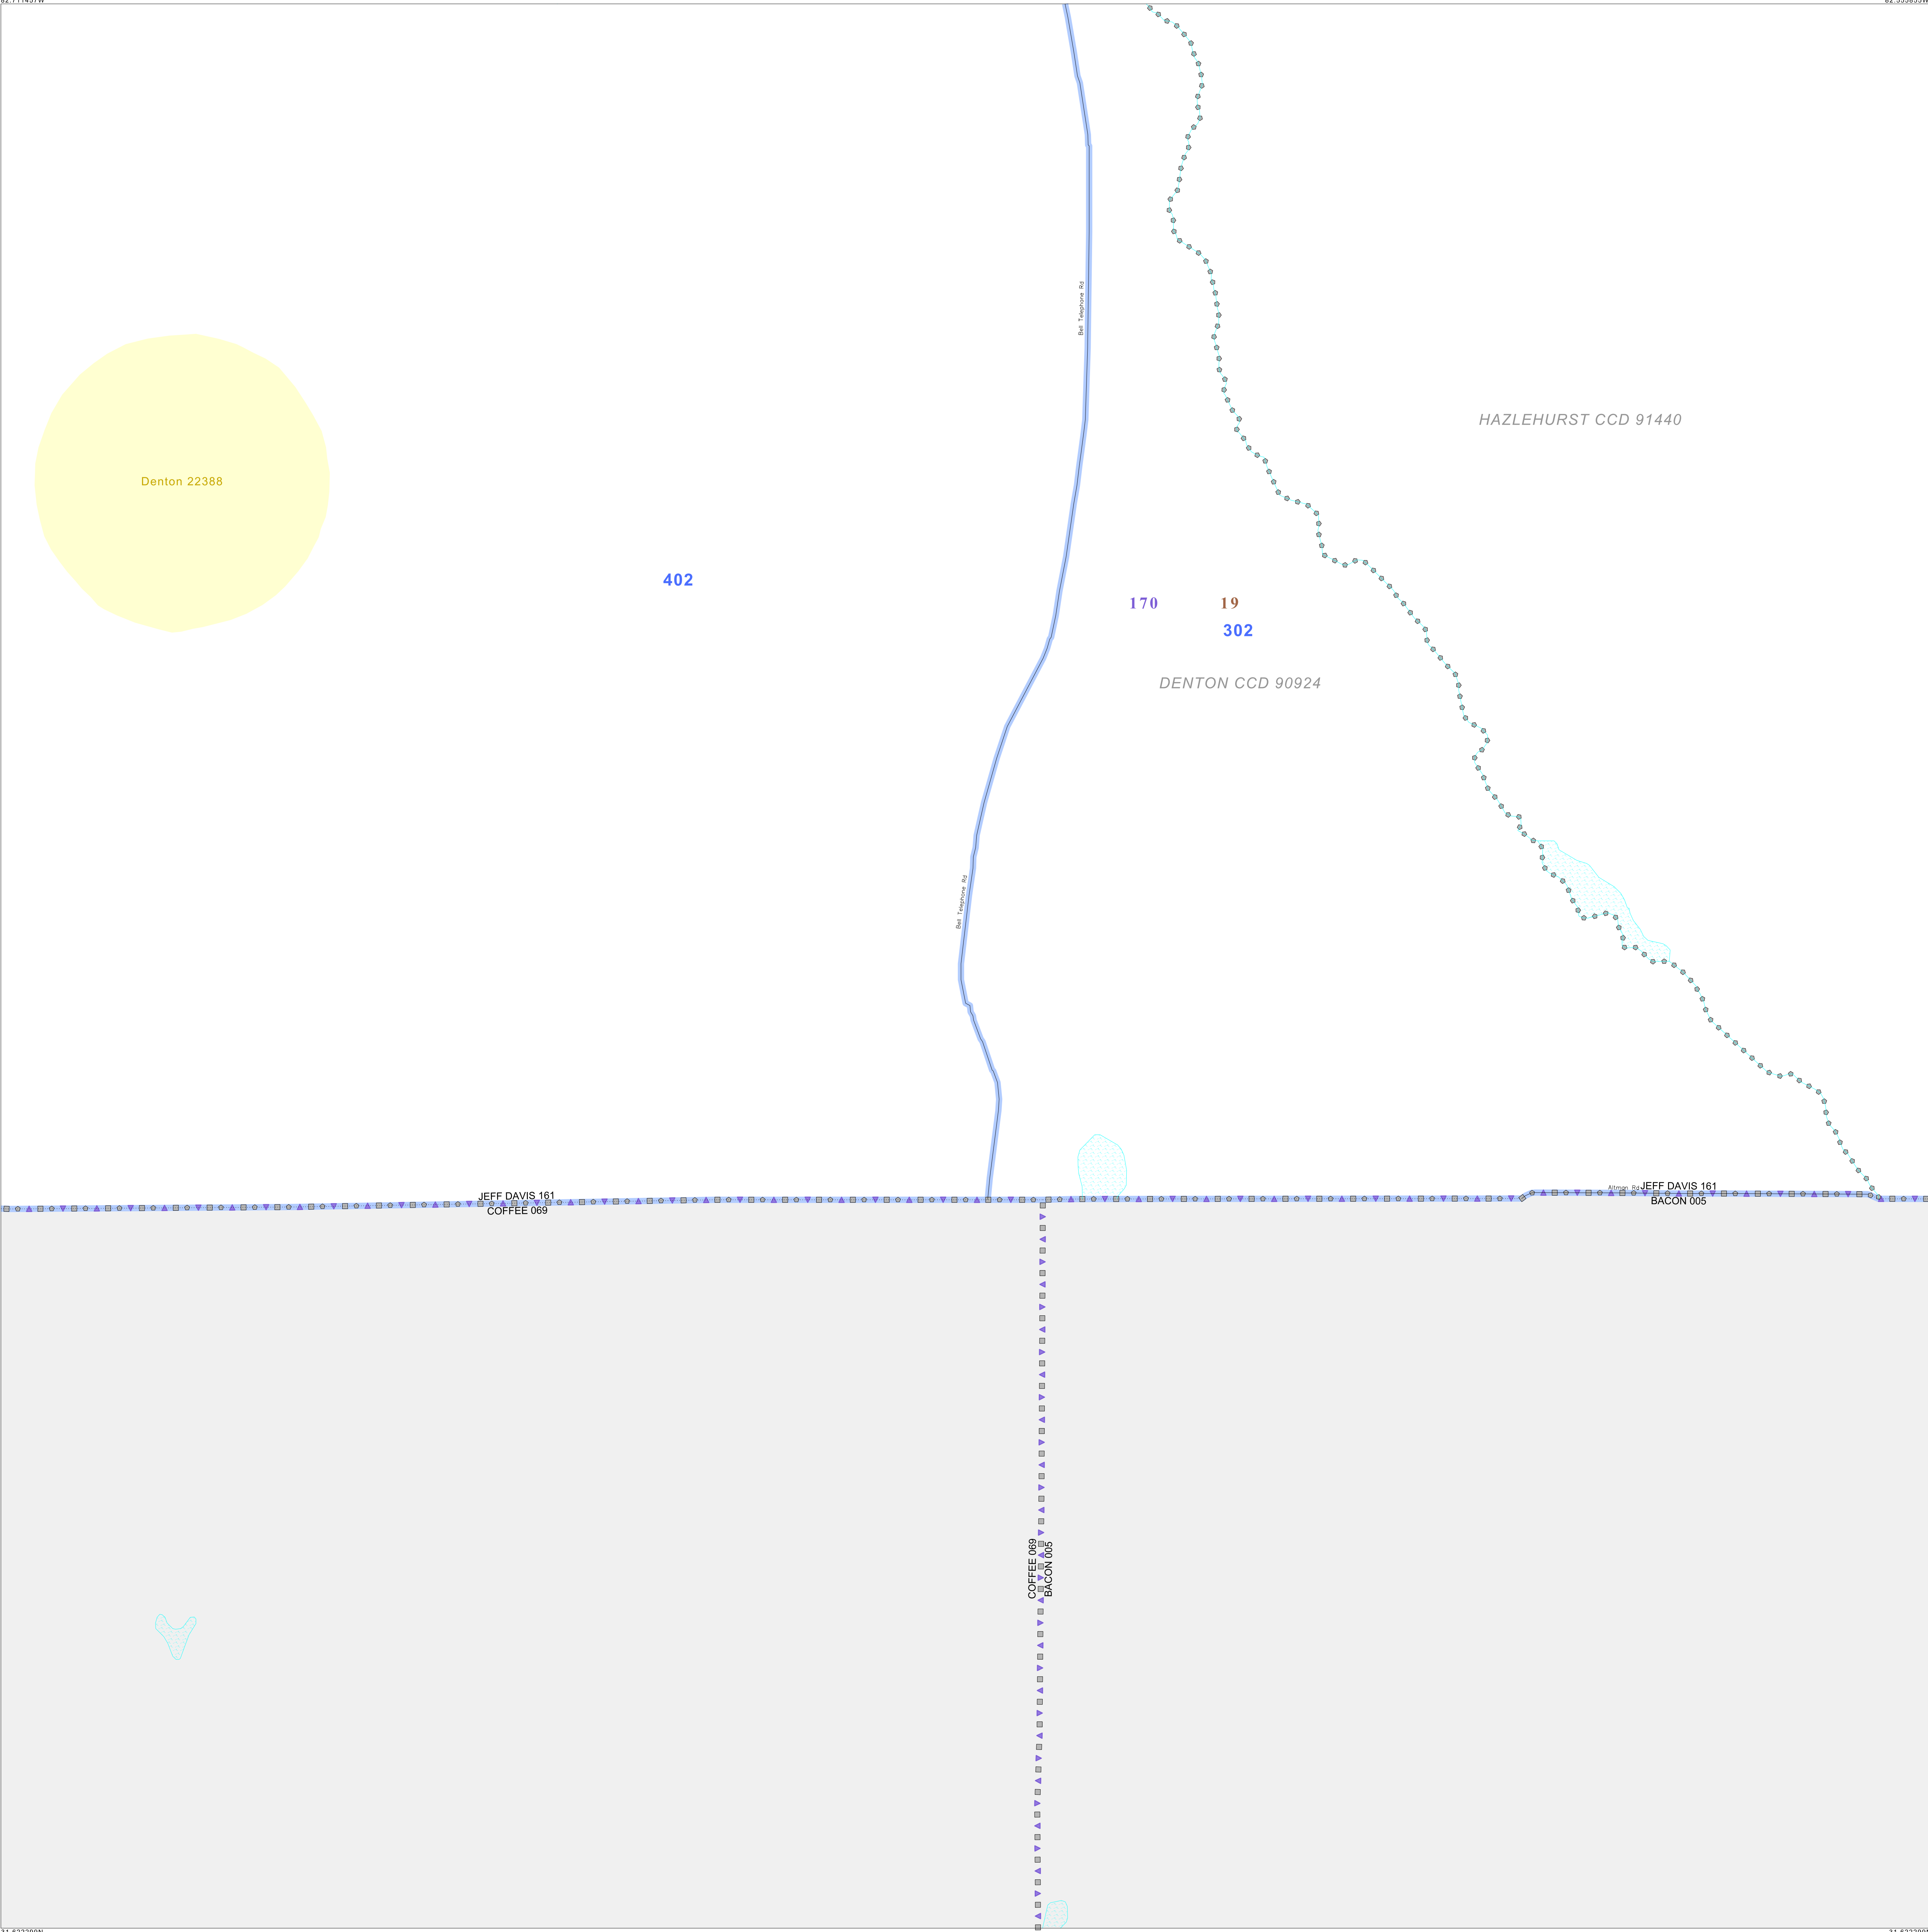 Bell Telephone Rd
HAZLEHURST CCD 91440
Denton 22388
402
170
19
302
DENTON CCD 90924
Bell Telephone Rd
JEFF DAVIS 161
COFFEE 069
Altman Rd
JEFF DAVIS 161
BACON 005
COFFEE 069
BACON 005